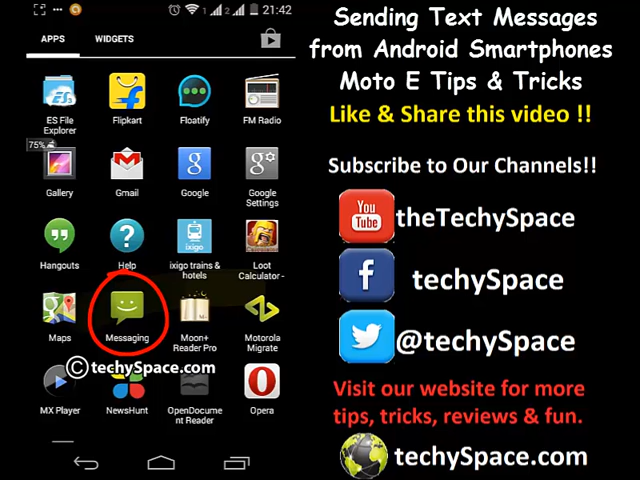 21:42
APPS
WIDGETS
ES File
Explorer
Flipkart
Floatify
FM Radio
75%
Gallery
Gmail
Google
Google
Settings
Hangouts
Help
ixigo trains &
hotels
Loot
Calculator -
Maps
Messaging
Moon+
Reader Pro
Motorola
Migrate
©techySpace.com
MX Player
NewsHunt
OpenDocume
nt Reader
Opera
Sending Text Messages
from Android Smartphones
Moto E Tips & Tricks
Like & Share this video !!
Subscribe to Our Channels!!
You
Tube
theTechySpace
f
techySpace
@techySpace
Visit our website for more
tips, tricks, reviews & fun.
techySpace.com